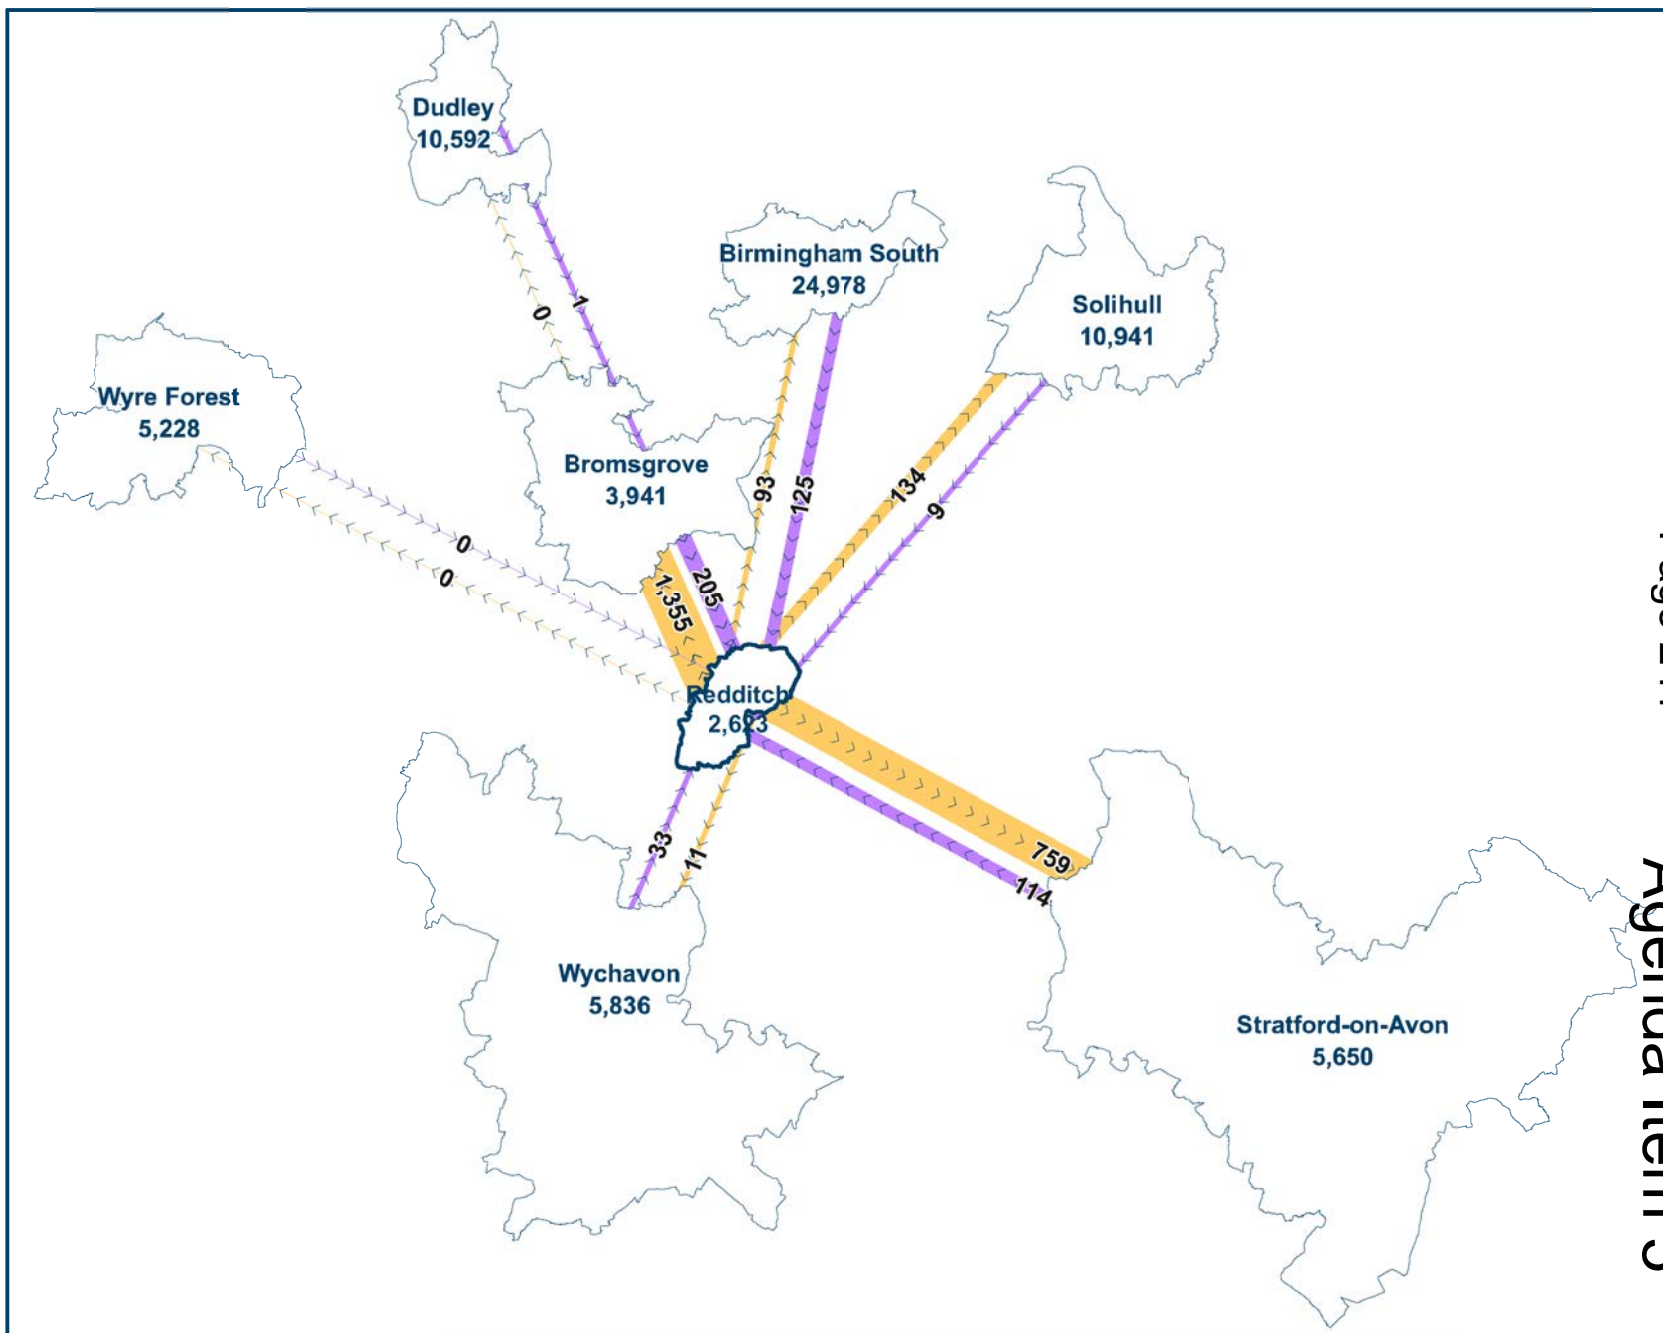 Dudley
10,592
Birmingham South
24,978
Solihull
10,941
0
1
Wyre Forest
5,228
Bromsgrove
3,941
93
125
134
9
0
0
1,355
205
Redditch
2,623
33
11
759
114
Wychavon
5,836
Stratford-on-Avon
5,650
Agenda Item 5